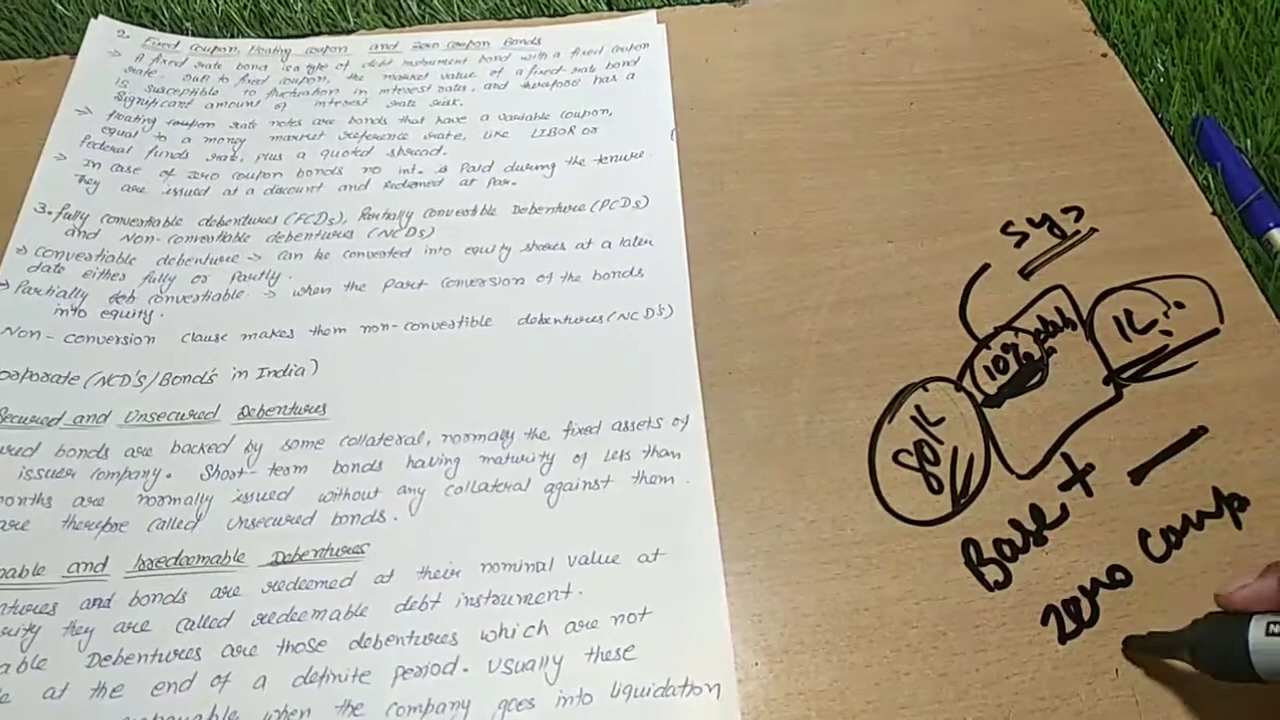 2. Fixed coupon, floating coupon and zero coupon Bonds
→ A fixed rate bond is a type of debt instrument bond with a fixed coupon
rate. Due to fixed coupon, the market value of a fixed-rate bond
is susceptible to fluctuation in interest rates, and therefore has a
significant amount of interest rate risk.
→ floating coupon rate notes are bonds that have a variable coupon,
equal to a money market reference rate, like LIBOR or
federal funds rate, plus a quoted spread.
→ In case of zero coupon bonds no int. is Paid during the tenure.
They are issued at a discount and Redeemed at Par.
3. fully convertiable debentures (FCDs), Partially convertible Debenture (PCDs)
and Non-convertiable debentures (NCDs)
→ convertiable debenture → can be converted into equity shares at a later
date either fully or partly.
→ Partially convertiable → when the part conversion of the bonds
into equity.
Non-conversion clause makes them non-convertible debentures (NCD'S)
orporate (NCD'S/Bond's in India)
Secured and Unsecured Debentures
ured bonds are backed by some collateral, normally the fixed assets of
issuer company. Short-term bonds having maturity of less than
months are normally issued without any collateral against them.
are therefore called Unsecured bonds.
mable and Irredeemable Debentures
ntures and bonds are redeemed at their nominal value at
urity they are called redeemable debt instrument.
able Debentures are those debentures which are not
e at the end of a definite period. Usually these
when the company goes into liquidation
5y
10% deb
1L
80K
Base + -
zero coup